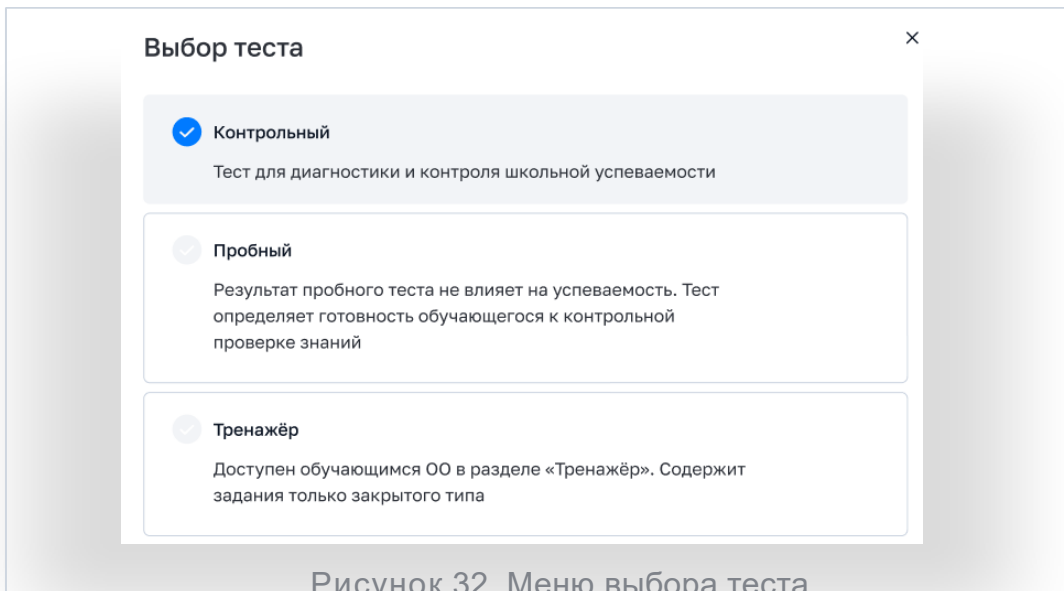 Выбор теста
Контрольный
Тест для диагностики и контроля школьной успеваемости
Пробный
Результат пробного теста не влияет на успеваемость. Тест
определяет готовность обучающегося к контрольной
проверке знаний
Тренажёр
Доступен обучающимся ОО в разделе «Тренажёр». Содержит
задания только закрытого типа
Рисунок 32. Меню выбора теста